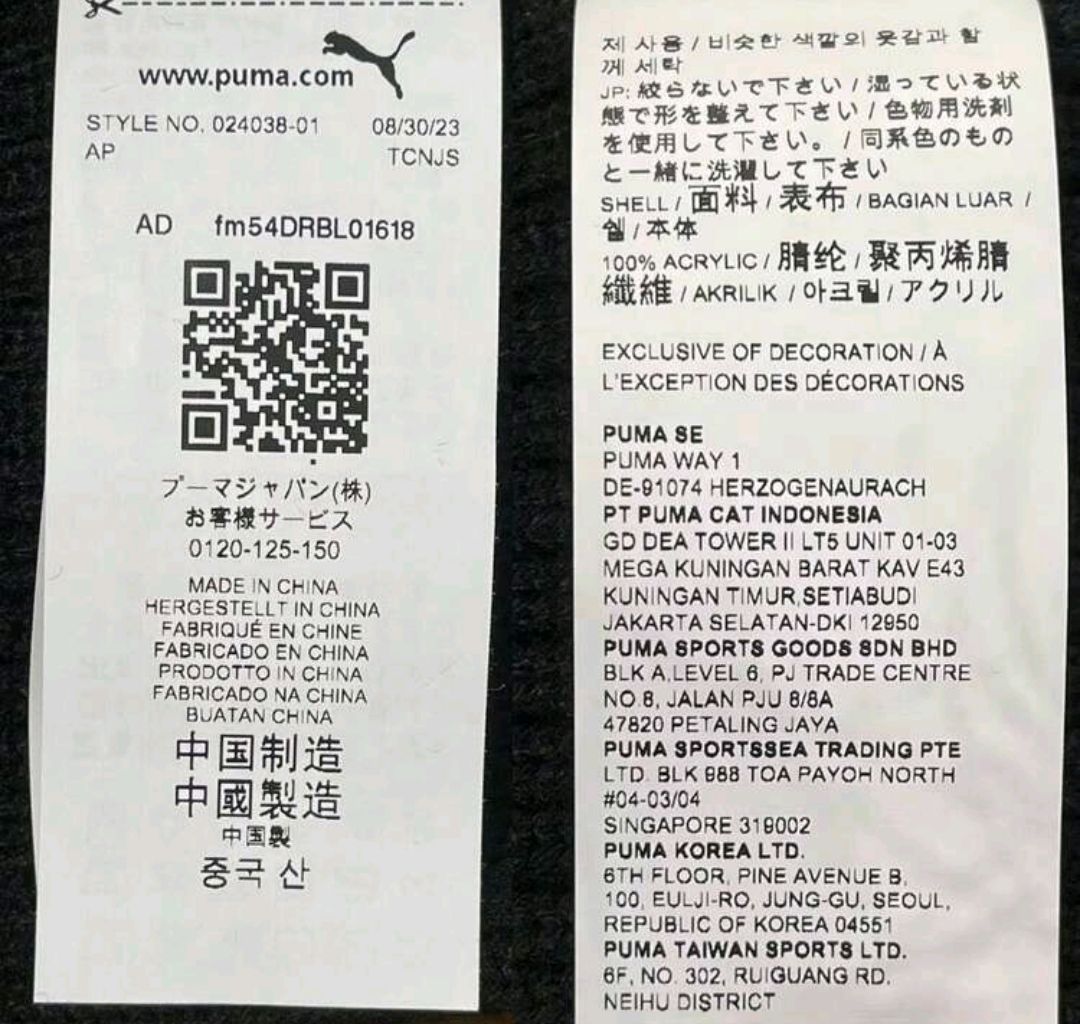 www.puma.com
STYLE NO. 024038-01 08/30/23
AP TCNJS
AD fm54DRBL01618
プーマジャパン(株)
お客様サービス
0120-125-150
MADE IN CHINA
HERGESTELLT IN CHINA
FABRIQUÉ EN CHINE
FABRICADO EN CHINA
PRODOTTO IN CHINA
FABRICADO NA CHINA
BUATAN CHINA
中国制造
中國製造
中国製
중국 산
제 사용 / 비슷한 색깔의 옷감과 함
께 세탁
JP: 絞らないで下さい / 湿っている状
態で形を整えて下さい / 色物用洗剤
を使用して下さい。 / 同系色のもの
と一緒に洗濯して下さい
SHELL / 面料 / 表布 / BAGIAN LUAR /
쉘 / 本体
100% ACRYLIC / 腈纶 / 聚丙烯腈
纖維 / AKRILIK / 아크릴 / アクリル
EXCLUSIVE OF DECORATION / À
L'EXCEPTION DES DÉCORATIONS
PUMA SE
PUMA WAY 1
DE-91074 HERZOGENAURACH
PT PUMA CAT INDONESIA
GD DEA TOWER II LT5 UNIT 01-03
MEGA KUNINGAN BARAT KAV E43
KUNINGAN TIMUR,SETIABUDI
JAKARTA SELATAN-DKI 12950
PUMA SPORTS GOODS SDN BHD
BLK A,LEVEL 6, PJ TRADE CENTRE
NO.8, JALAN PJU 8/8A
47820 PETALING JAYA
PUMA SPORTSSEA TRADING PTE
LTD. BLK 988 TOA PAYOH NORTH
#04-03/04
SINGAPORE 319002
PUMA KOREA LTD.
6TH FLOOR, PINE AVENUE B,
100, EULJI-RO, JUNG-GU, SEOUL,
REPUBLIC OF KOREA 04551
PUMA TAIWAN SPORTS LTD.
6F, NO. 302, RUIGUANG RD.
NEIHU DISTRICT